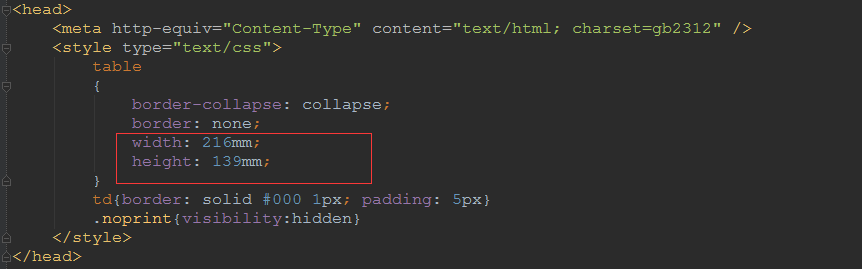 <head>
<meta http-equiv="Content-Type" content="text/html; charset=gb2312" />
<style type="text/css">
table
{
border-collapse: collapse;
border: none;
width: 216mm;
height: 139mm;
}
td{border: solid #000 1px; padding: 5px}
.noprint{visibility:hidden}
</style>
</head>